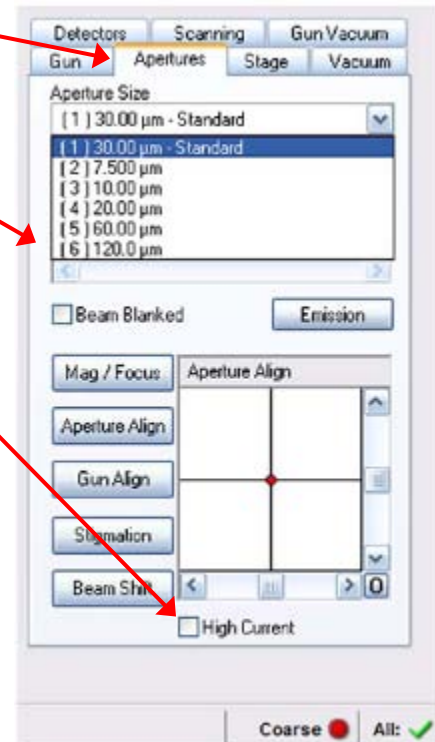 Detectors Scanning Gun Vacuum
Gun Apertures Stage Vacuum
Aperture Size
[ 1 ] 30.00 µm - Standard
[ 1 ] 30.00 µm - Standard
[ 2 ] 7.500 µm
[ 3 ] 10.00 µm
[ 4 ] 20.00 µm
[ 5 ] 60.00 µm
[ 6 ] 120.0 µm
Beam Blanked Emission
Mag / Focus Aperture Align
Aperture Align
Gun Align
Stigmation
Beam Shift 0
High Current
Coarse All: